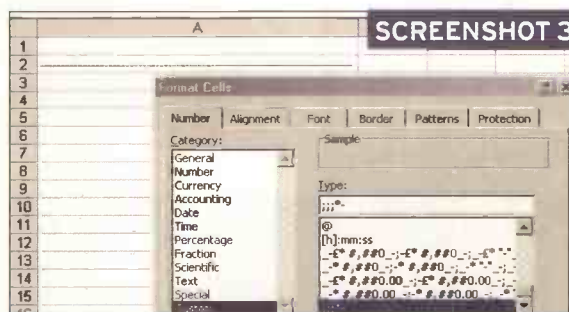 A
SCREENSHOT 3
1
2
3
4
5
6
7
8
9
10
11
12
13
14
15
Format Cells
Number Alignment Font Border Patterns Protection
Category:
General
Number
Currency
Accounting
Date
Time
Percentage
Fraction
Scientific
Text
Special
Sample
Type:
;;;*-
@
[h]:mm:ss